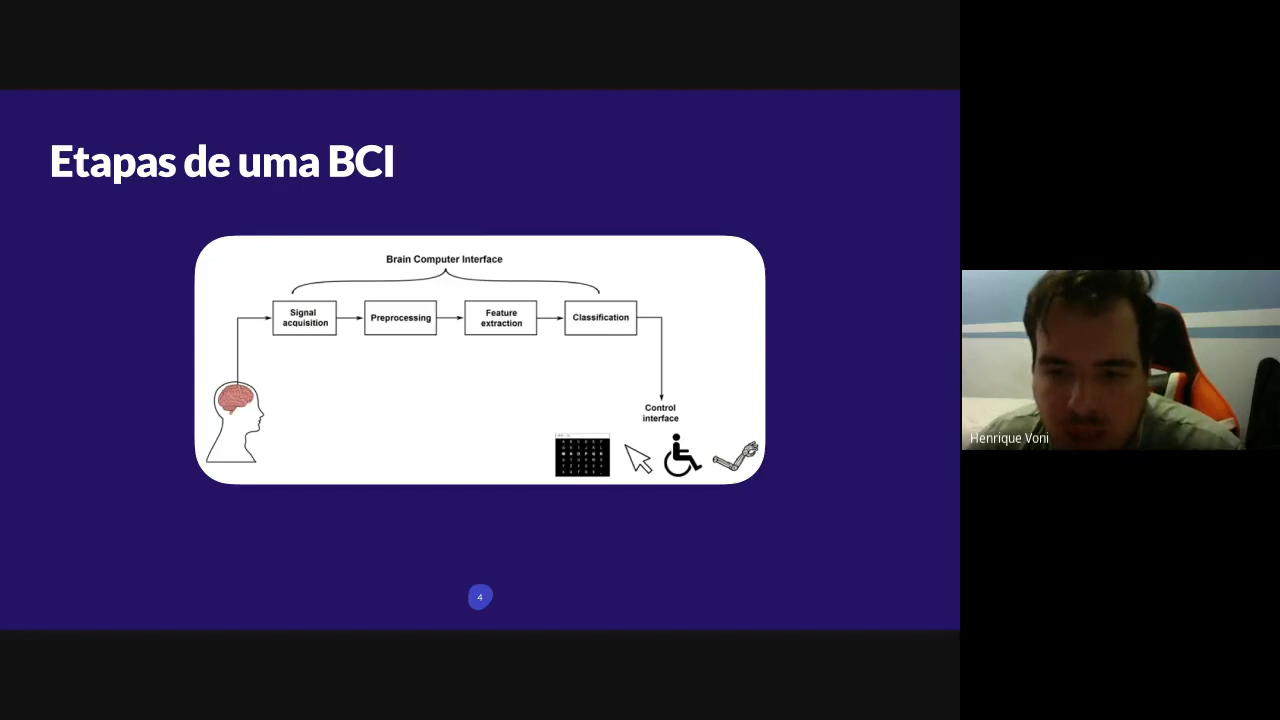 Etapas de uma BCI
Brain Computer Interface
Signal
acquisition
Preprocessing
Feature
extraction
Classification
Control
interface
4
Henrique Voni